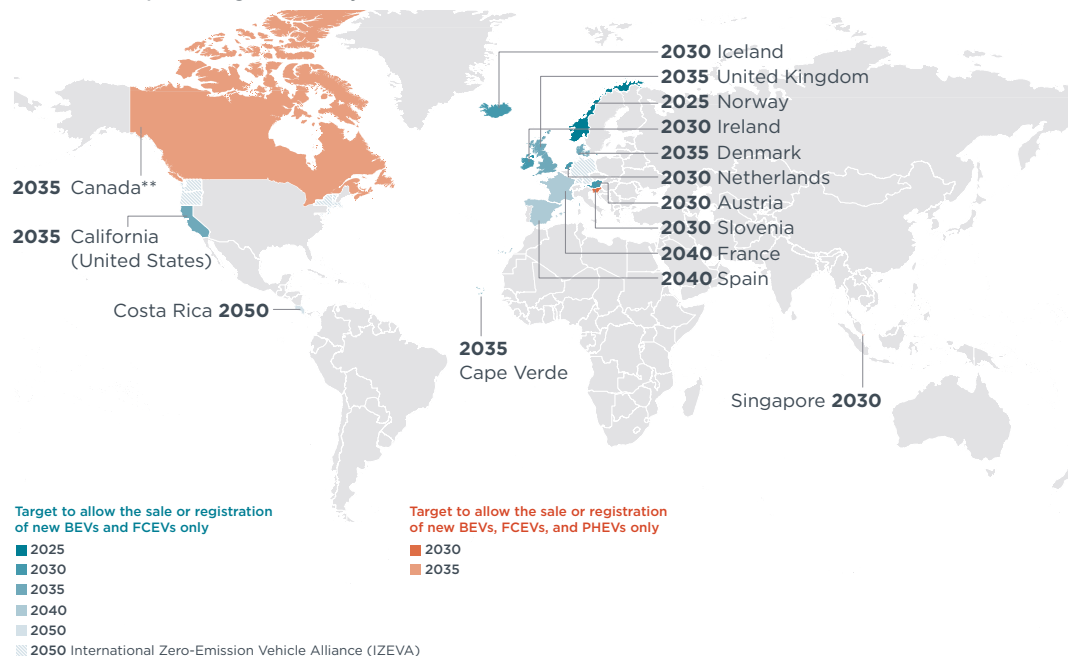 2030 Iceland
2035 United Kingdom
2025 Norway
2030 Ireland
2035 Denmark
2030 Netherlands
2030 Austria
2030 Slovenia
2040 France
2040 Spain
2035 Canada**
2035 California
(United States)
Costa Rica 2050
2035
Cape Verde
Singapore 2030
Target to allow the sale or registration
of new BEVs and FCEVs only
2025
2030
2035
2040
2050
2050 International Zero-Emission Vehicle Alliance (IZEVA)
Target to allow the sale or registration
of new BEVs, FCEVs, and PHEVs only
2030
2035